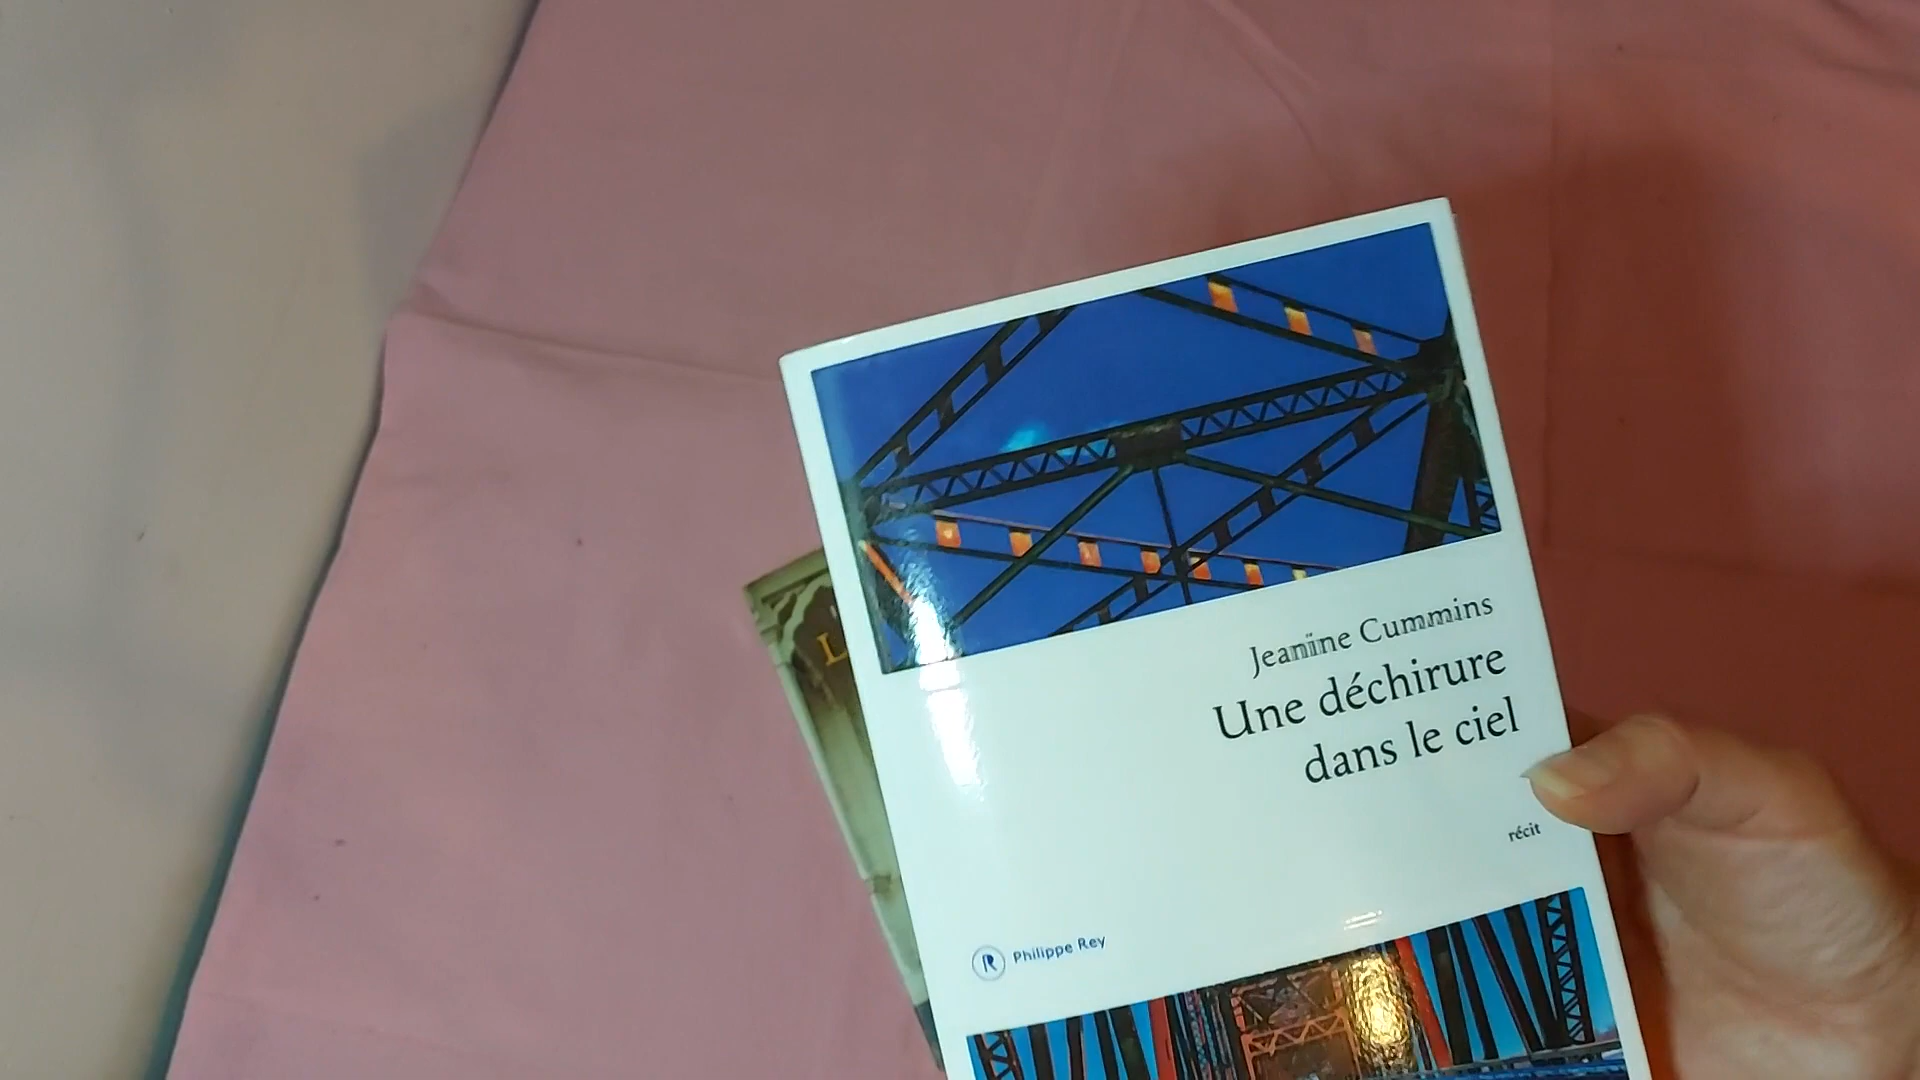 Jeanine Cummins
Une déchirure
dans le ciel
récit
R Philippe Rey
L